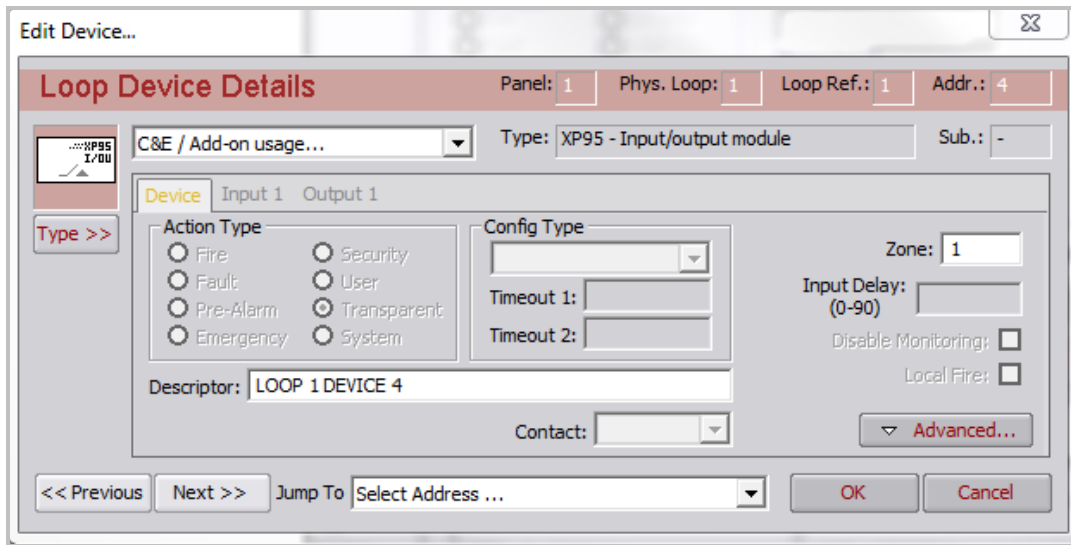 Edit Device...
Loop Device Details
Panel: 1 Phys. Loop: 1 Loop Ref.: 1 Addr.: 4
.:::XP95
I/OU
C&E / Add-on usage...
Type: XP95 - Input/output module Sub.: -
Type >>
Device Input 1 Output 1
Action Type
Fire Security
Fault User
Pre-Alarm Transparent
Emergency System
Config Type
Timeout 1:
Timeout 2:
Zone: 1
Input Delay:
(0-90)
Disable Monitoring:
Local Fire:
Descriptor: LOOP 1 DEVICE 4
Contact:
Advanced...
<< Previous Next >> Jump To Select Address ... OK Cancel